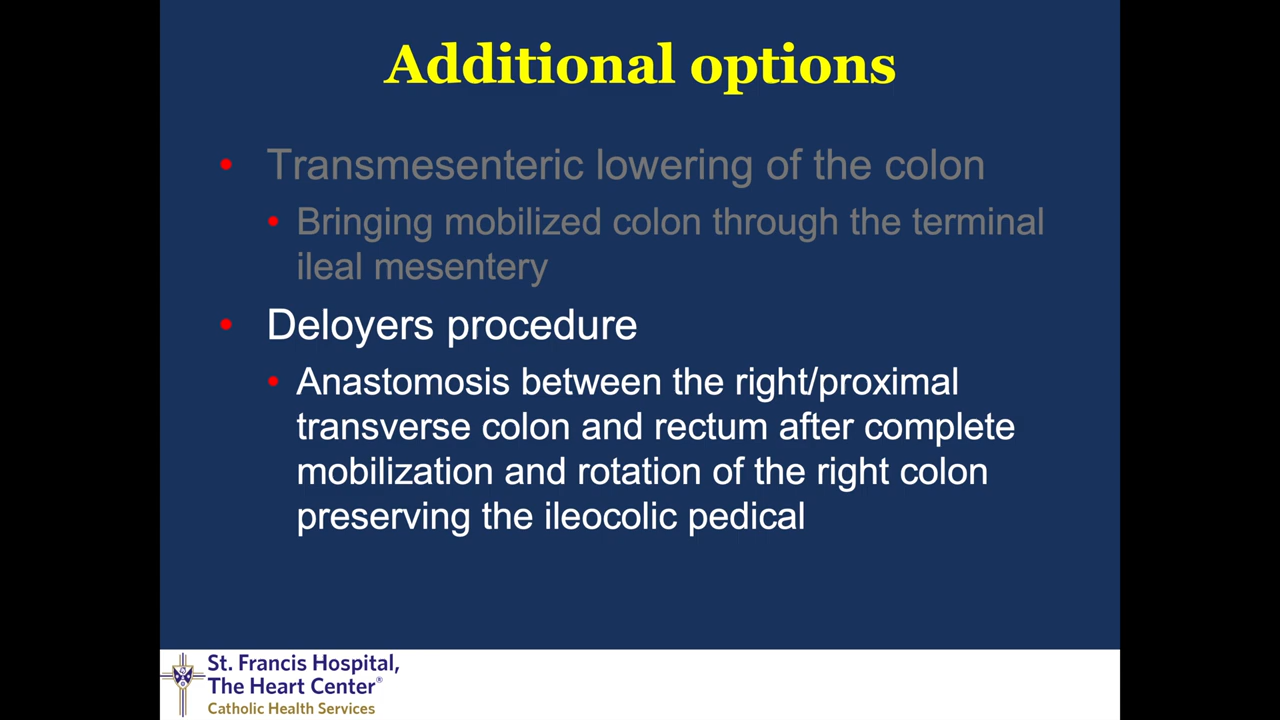 Additional options
• Transmesenteric lowering of the colon
• Bringing mobilized colon through the terminal
ileal mesentery
• Deloyers procedure
• Anastomosis between the right/proximal
transverse colon and rectum after complete
mobilization and rotation of the right colon
preserving the ileocolic pedical
St. Francis Hospital,
The Heart Center®
Catholic Health Services